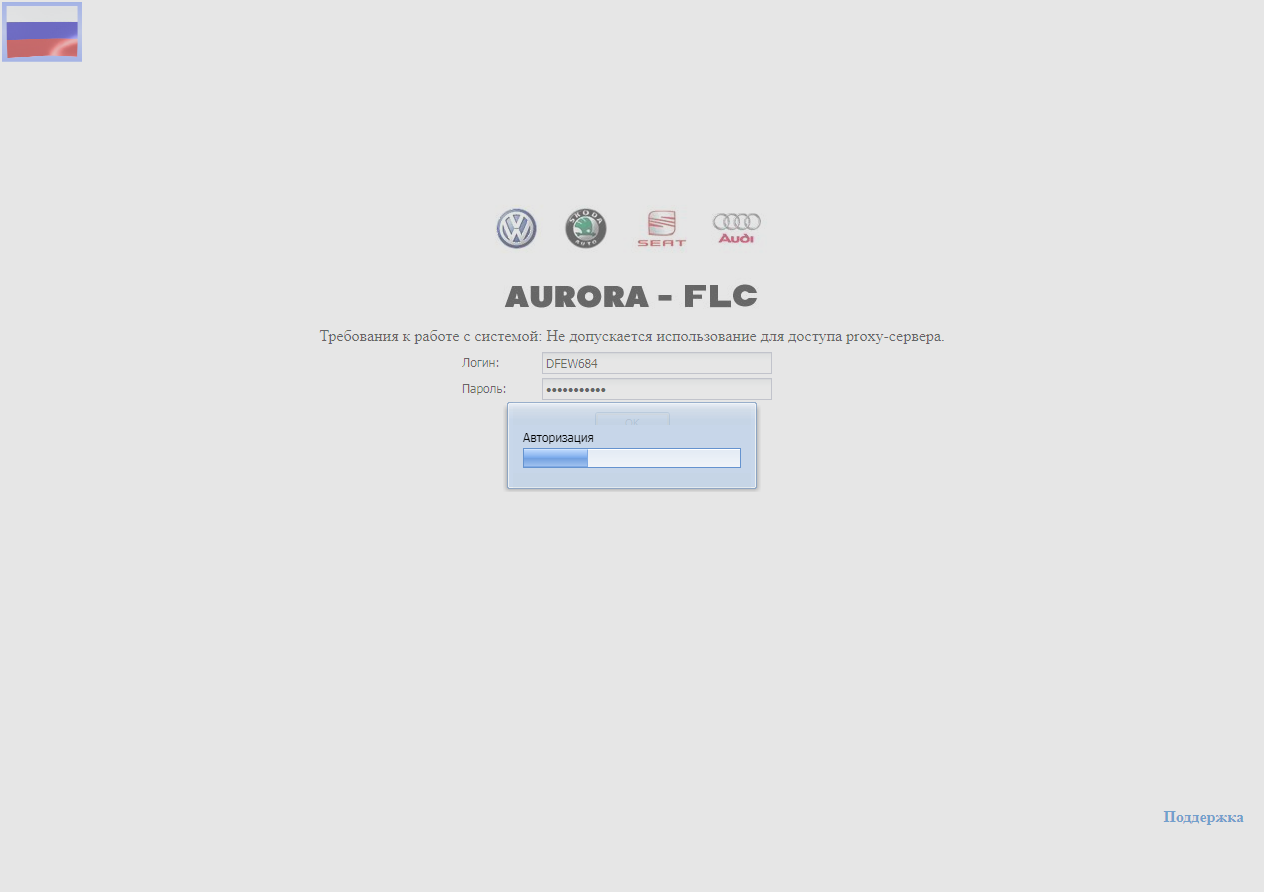 ŠKODA
AUTO
SEAT
Audi
AURORA - FLC
Требования к работе с системой: Не допускается использование для доступа proxy-сервера.
Логин: DFEW684
Пароль: •••••••••••
OK
Авторизация
Поддержка